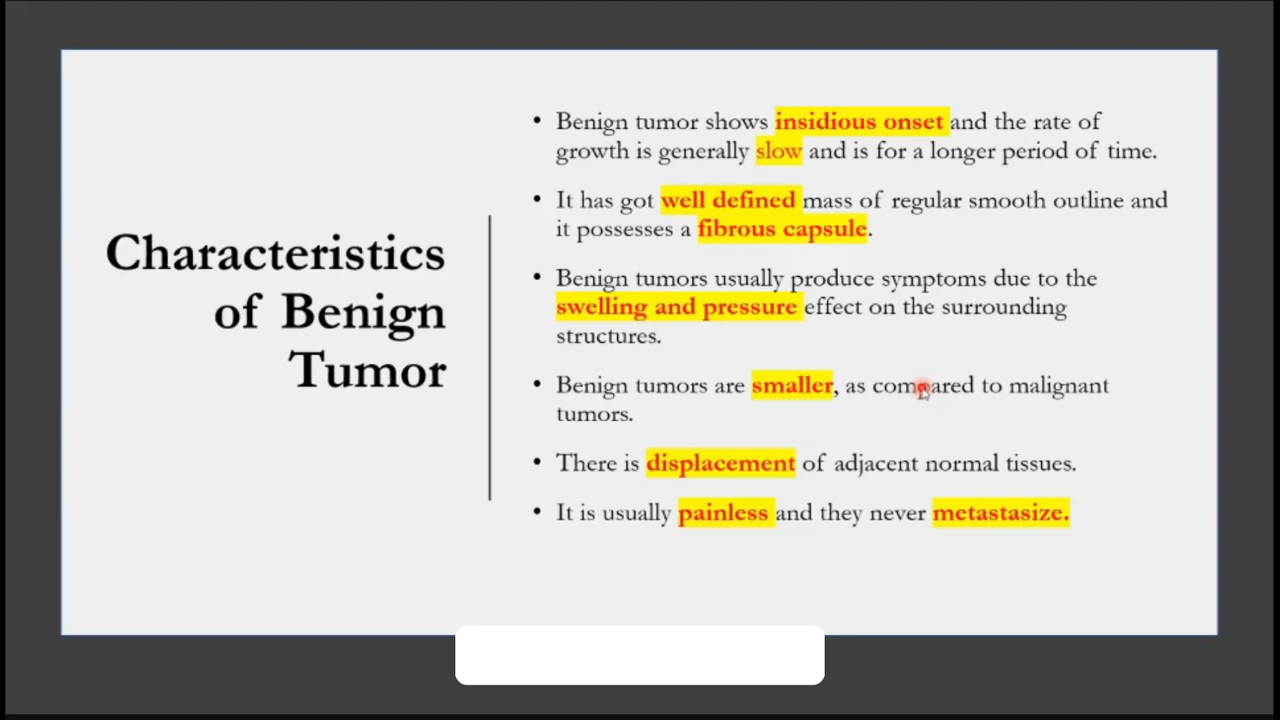 Characteristics
of Benign
Tumor
• Benign tumor shows insidious onset and the rate of
growth is generally slow and is for a longer period of time.
• It has got well defined mass of regular smooth outline and
it possesses a fibrous capsule.
• Benign tumors usually produce symptoms due to the
swelling and pressure effect on the surrounding
structures.
• Benign tumors are smaller, as compared to malignant
tumors.
• There is displacement of adjacent normal tissues.
• It is usually painless and they never metastasize.